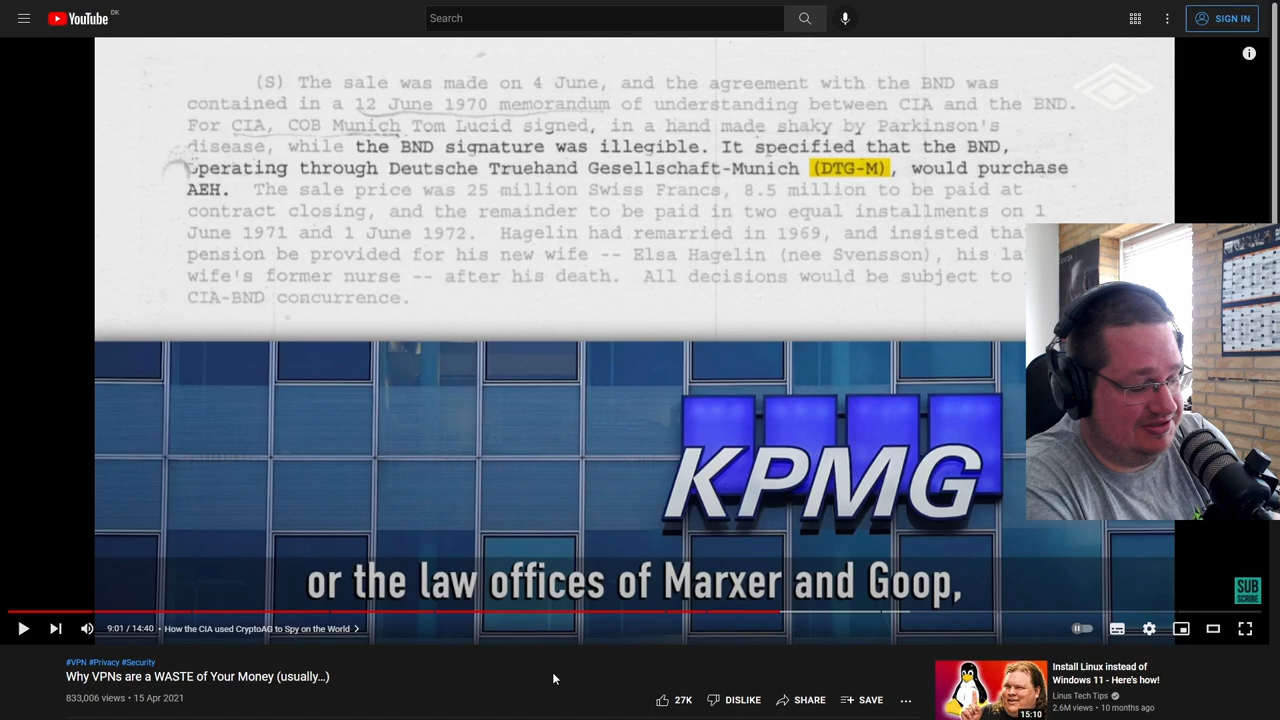 YouTube
DK
Search
SIGN IN
(S) The sale was made on 4 June, and the agreement with the BND was
contained in a 12 June 1970 memorandum of understanding between CIA and the BND.
For CIA, COB Munich Tom Lucid signed, in a hand made shaky by Parkinson's
disease, while the BND signature was illegible. It specified that the BND,
operating through Deutsche Truehand Gesellschaft-Munich (DTG-M), would purchase
AEH. The sale price was 25 million Swiss Francs, 8.5 million to be paid at
contract closing, and the remainder to be paid in two equal installments on 1
June 1971 and 1 June 1972. Hagelin had remarried in 1969, and insisted tha
pension be provided for his new wife -- Elsa Hagelin (nee Svensson), his la
wife's former nurse -- after his death. All decisions would be subject to
CIA-BND concurrence.
KPMG
or the law offices of Marxer and Goop,
SUB
SCRIBE
9:01 / 14:40 • How the CIA used CryptoAG to Spy on the World
#VPN #Privacy #Security
Why VPNs are a WASTE of Your Money (usually…)
833,006 views • 15 Apr 2021
27K
DISLIKE
SHARE
SAVE
15:10
Install Linux instead of
Windows 11 - Here's how!
Linus Tech Tips
2.6M views • 10 months ago